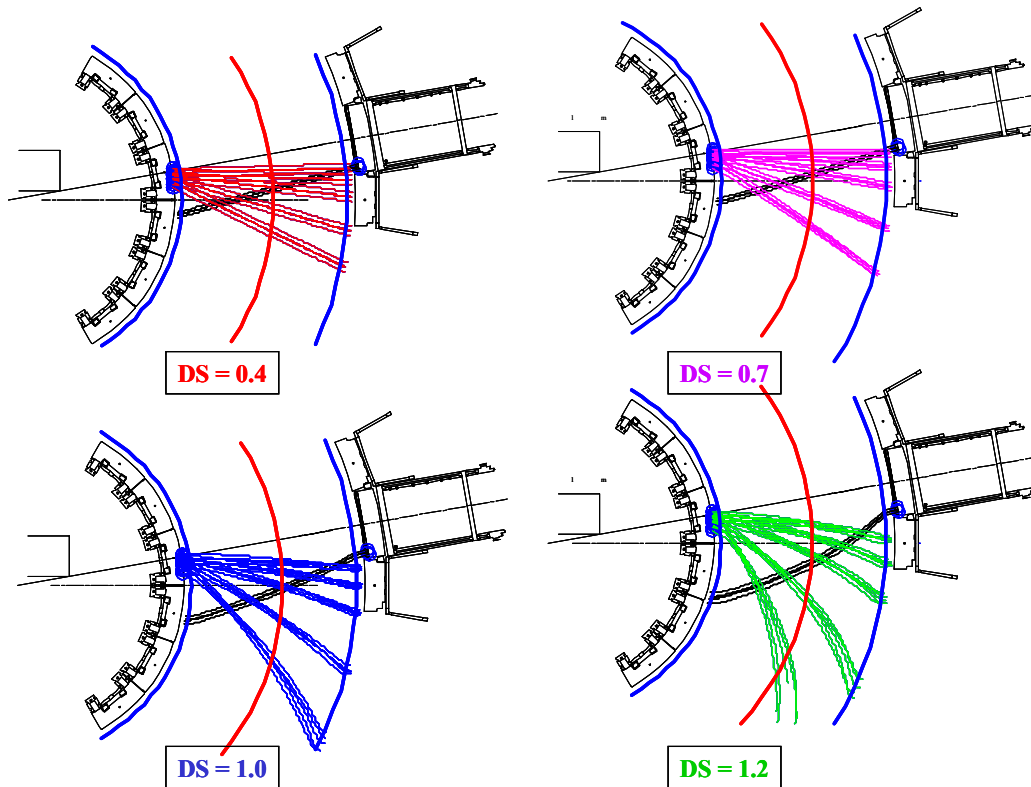 l m
DS = 0.4
DS = 0.7
l m
DS = 1.0
DS = 1.2